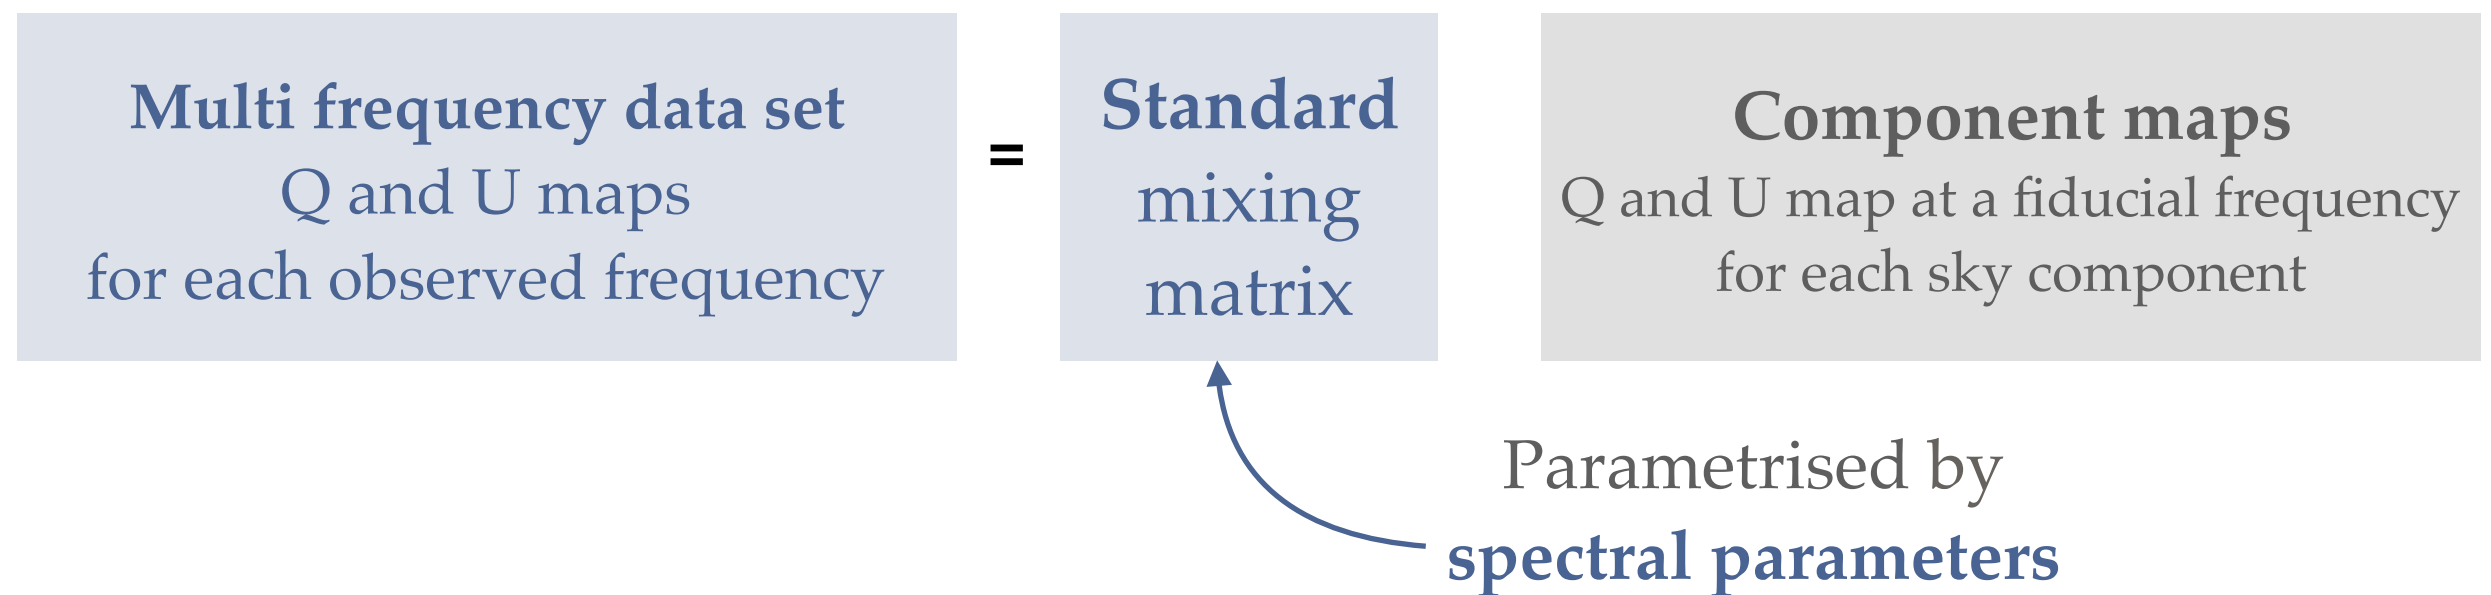 Multi frequency data set
Q and U maps
for each observed frequency
=
Standard
mixing
matrix
Component maps
Q and U map at a fiducial frequency
for each sky component
Parametrised by
spectral parameters